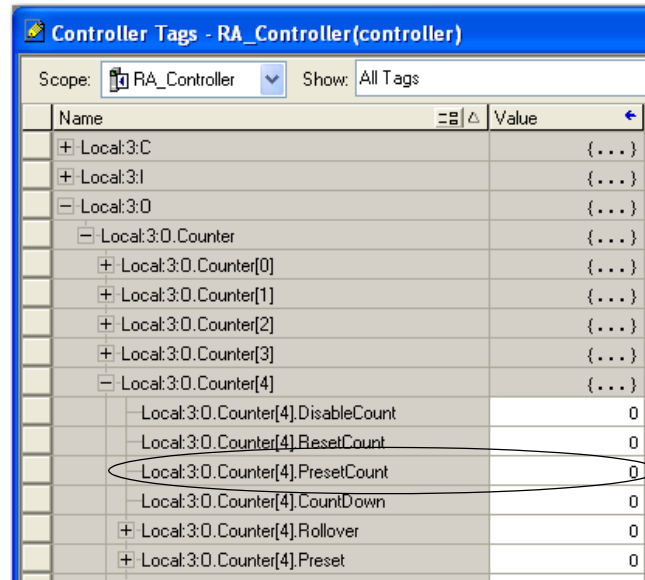 Controller Tags - RA_Controller(controller)
Scope: RA_Controller Show: All Tags
Name Value
Local:3:C {...}
Local:3:I {...}
Local:3:O {...}
Local:3:O.Counter {...}
Local:3:O.Counter[0] {...}
Local:3:O.Counter[1] {...}
Local:3:O.Counter[2] {...}
Local:3:O.Counter[3] {...}
Local:3:O.Counter[4] {...}
Local:3:O.Counter[4].DisableCount 0
Local:3:O.Counter[4].ResetCount 0
Local:3:O.Counter[4].PresetCount 0
Local:3:O.Counter[4].CountDown 0
Local:3:O.Counter[4].Rollover 0
Local:3:O.Counter[4].Preset 0